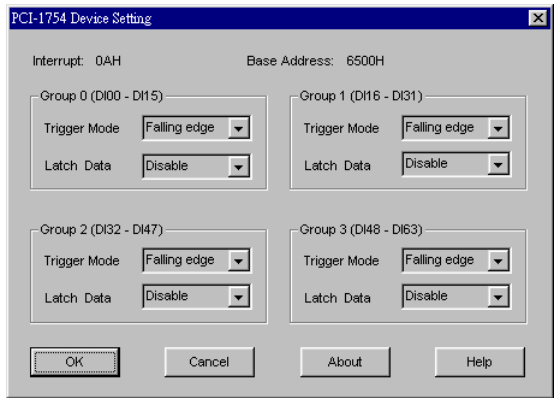 PCI-1754 Device Setting
Interrupt: 0AH Base Address: 6500H
Group 0 (DI00 - DI15)
Trigger Mode Falling edge
Latch Data Disable
Group 1 (DI16 - DI31)
Trigger Mode Falling edge
Latch Data Disable
Group 2 (DI32 - DI47)
Trigger Mode Falling edge
Latch Data Disable
Group 3 (DI48 - DI63)
Trigger Mode Falling edge
Latch Data Disable
OK Cancel About Help